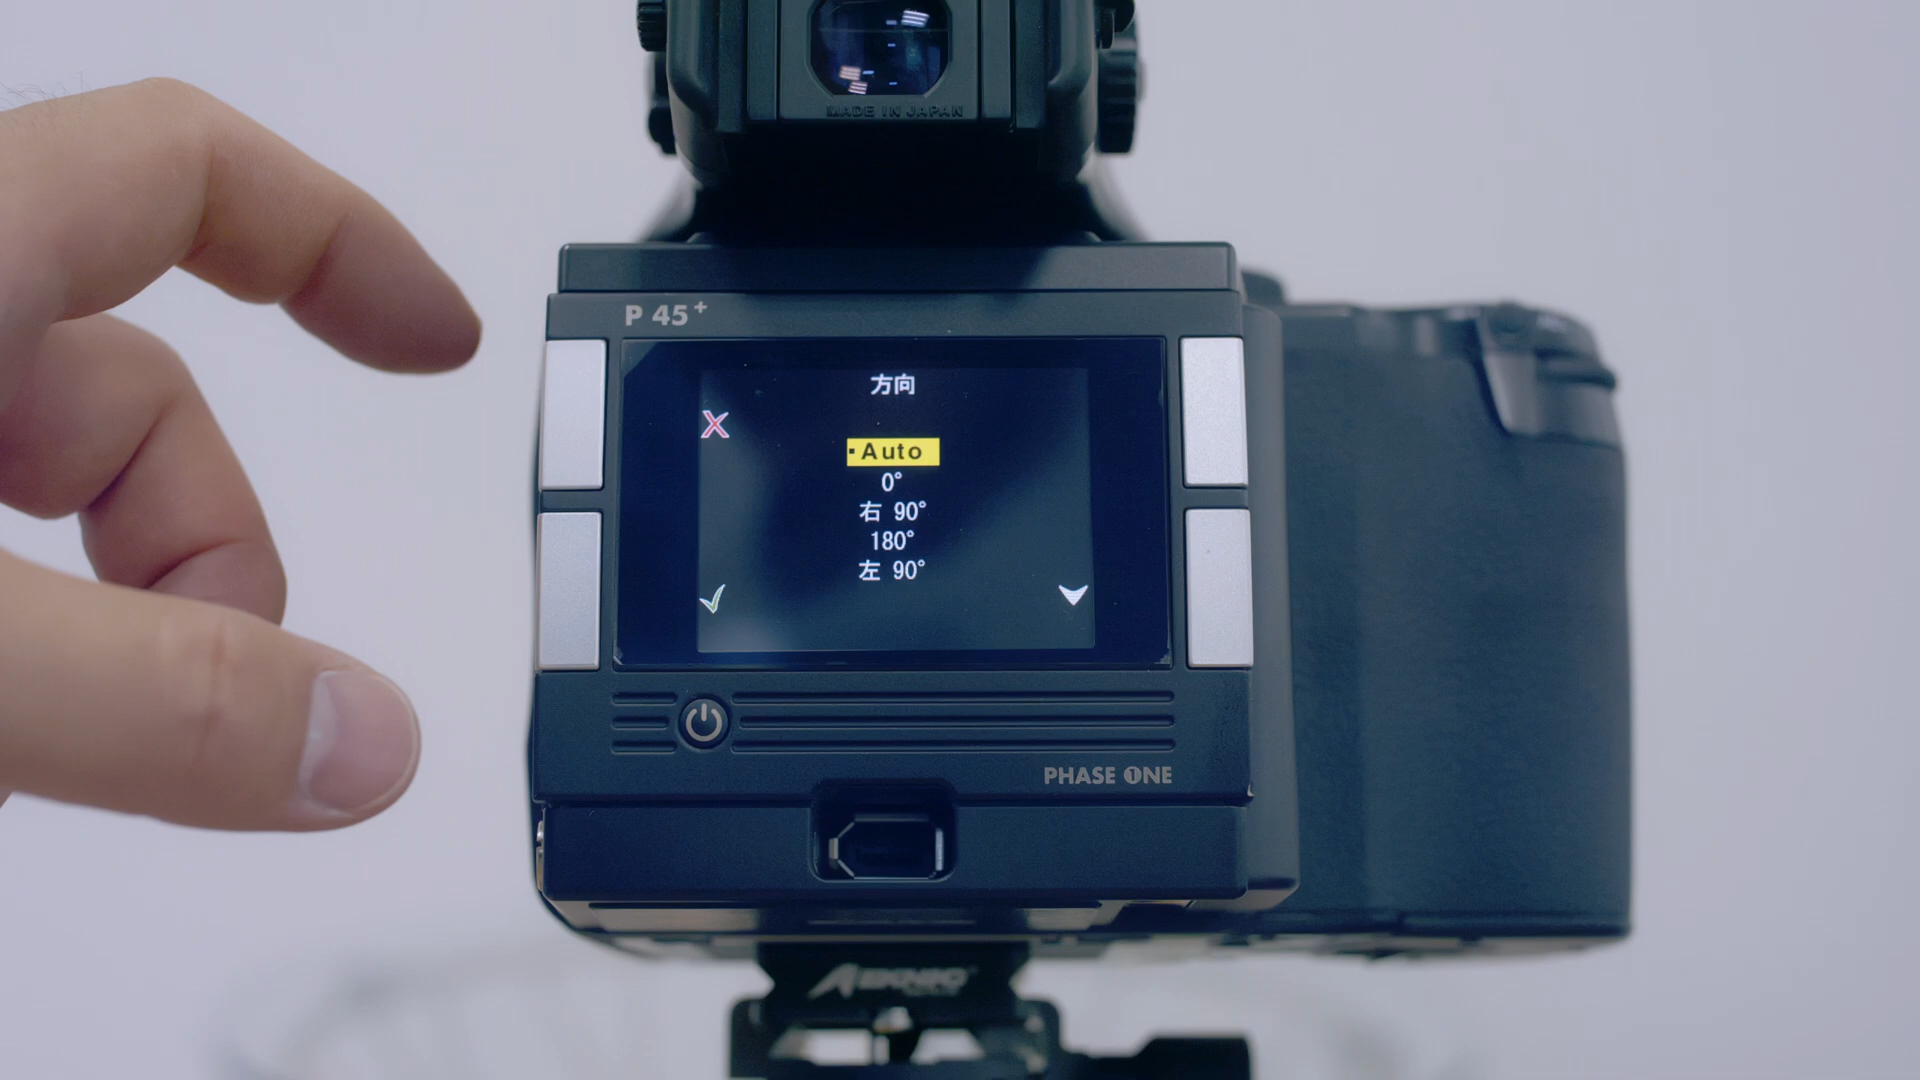 MADE IN JAPAN
P 45+
方向
Auto
0°
右 90°
180°
左 90°
PHASE ONE